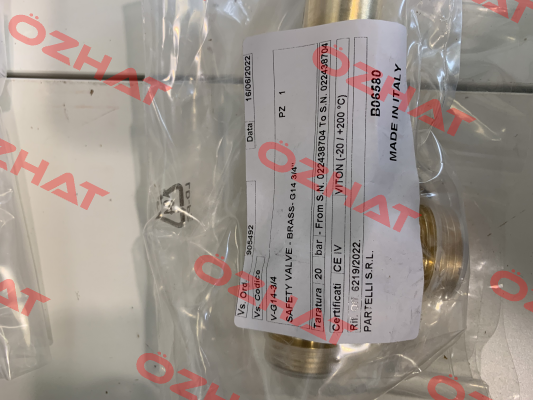 Vs. Ord. 905492 Data 16/06/2022
Vs. Codice
V-G14-3/4
SAFETY VALVE - BRASS- G14 3/4" PZ 1
Taratura 20 bar - From S.N. 022438704 To S.N. 022438704
Certificati CE IV VITON (-20 / +200 °C)
Rif. 6219/2022.
PARTELLI S.R.L. B06580
MADE IN ITALY
ÖZHAT
ÖZHAT
ÖZHAT
ÖZHAT
ÖZHAT
ÖZHAT
ÖZHAT